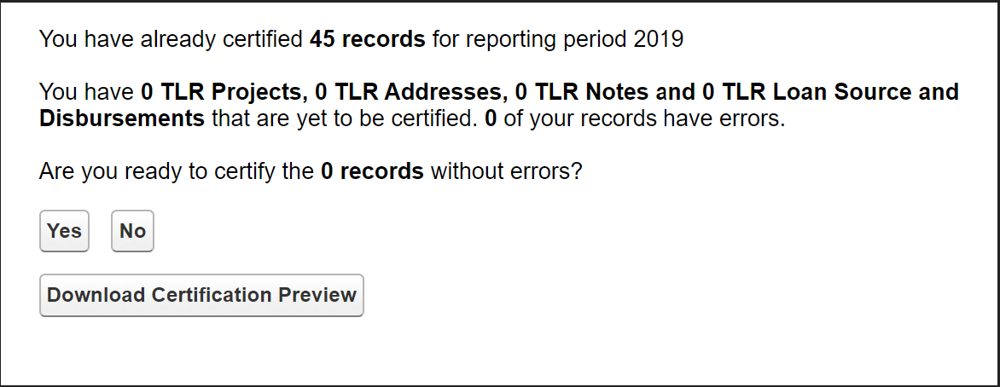 You have already certified 45 records for reporting period 2019
You have 0 TLR Projects, 0 TLR Addresses, 0 TLR Notes and 0 TLR Loan Source and
Disbursements that are yet to be certified. 0 of your records have errors.
Are you ready to certify the 0 records without errors?
Yes No
Download Certification Preview